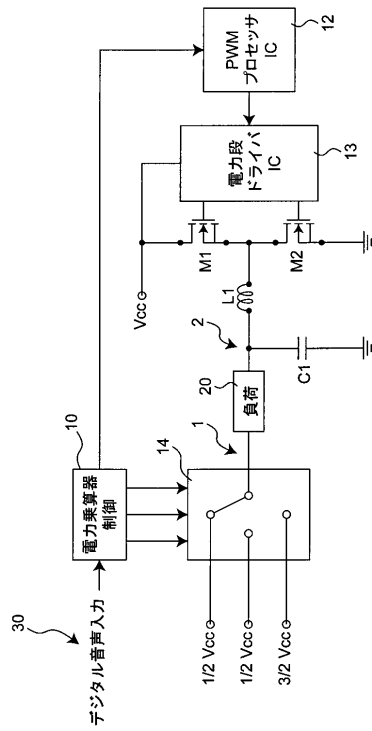 30
デジタル音声入力
10
電力乗算器
制御
14
1/2 Vcc
1/2 Vcc
3/2 Vcc
1
20
負荷
2
C1
L1
Vcc
M1
M2
電力段
ドライバ
IC
13
PWM
プロセッサ
IC
12